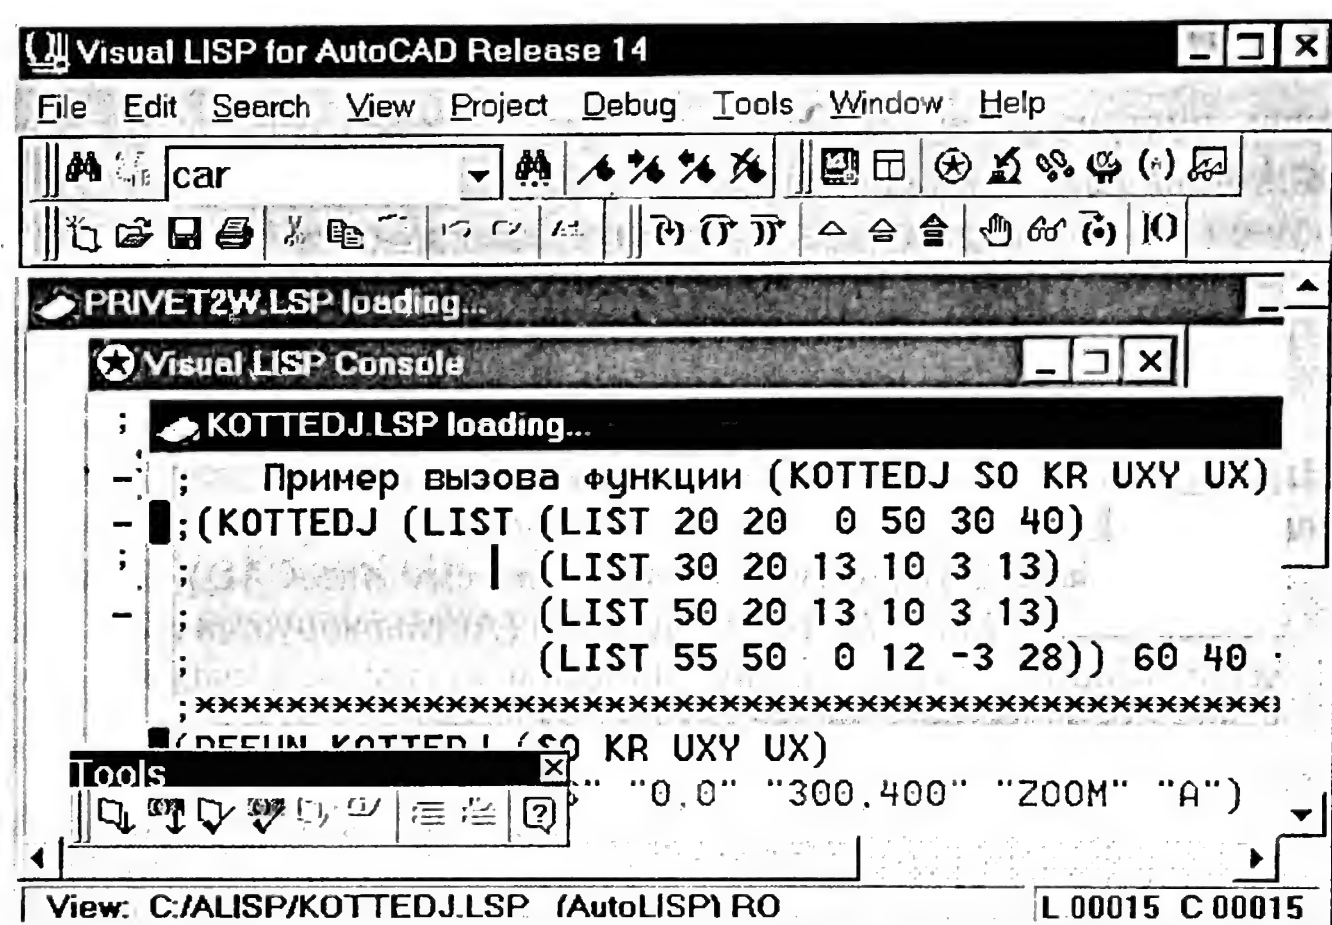 Visual LISP for AutoCAD Release 14
File Edit Search View Project Debug Tools Window Help
car
PRIVET2W.LSP loading...
Visual LISP Console
KOTTEDJ.LSP loading...
; Пример вызова функции (KOTTEDJ SO KR UXY UX)
;(KOTTEDJ (LIST (LIST 20 20 0 50 30 40)
; (LIST 30 20 13 10 3 13)
; (LIST 50 20 13 10 3 13)
; (LIST 55 50 0 12 -3 28)) 60 40
;*******************************************
(DEFUN KOTTEDJ (SO KR UXY UX)
Tools
"0,0" "300,400" "ZOOM" "A")
View: C:/ALISP/KOTTEDJ.LSP (AutoLISP) RO
L 00015 C 00015